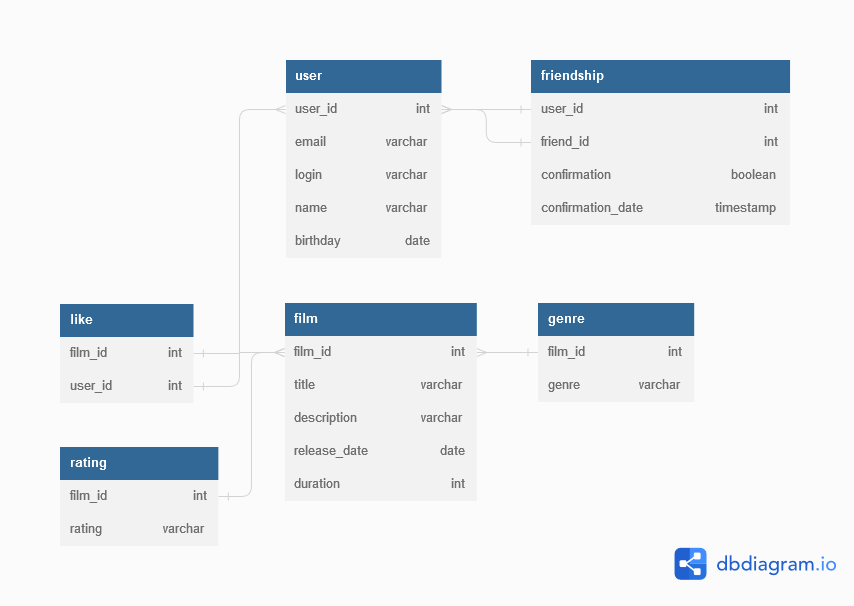 user
user_id int
email varchar
login varchar
name varchar
birthday date
friendship
user_id int
friend_id int
confirmation boolean
confirmation_date timestamp
like
film_id int
user_id int
film
film_id int
title varchar
description varchar
release_date date
duration int
genre
film_id int
genre varchar
rating
film_id int
rating varchar
dbdiagram.io